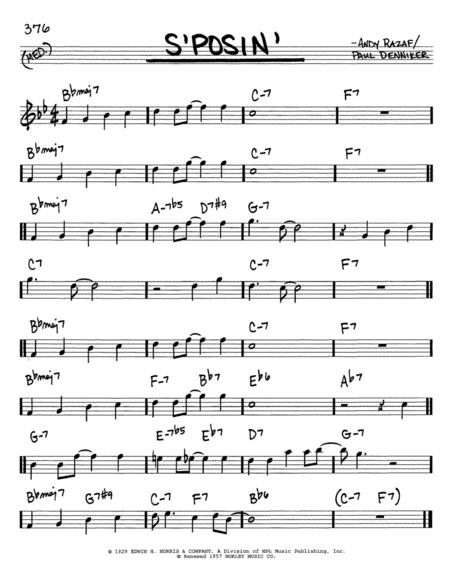 376
(MED.)
S'POSIN'
-ANDY RAZAF/
PAUL DENNIKER
Bbmaj7 C-7 F7
Bbmaj7 C-7 F7
Bbmaj7 A-7b5 D7#9 G-7
C7 C-7 F7
Bbmaj7 C-7 F7
Bbmaj7 F-7 Bb7 Eb6 Ab7
G-7 E-7b5 Eb7 D7 G-7
Bbmaj7 G7#9 C-7 F7 Bb6 (C-7 F7)
© 1929 EDWIN H. MORRIS & COMPANY, A Division of MPL Music Publishing, Inc.
© Renewed 1957 MORLEY MUSIC CO.